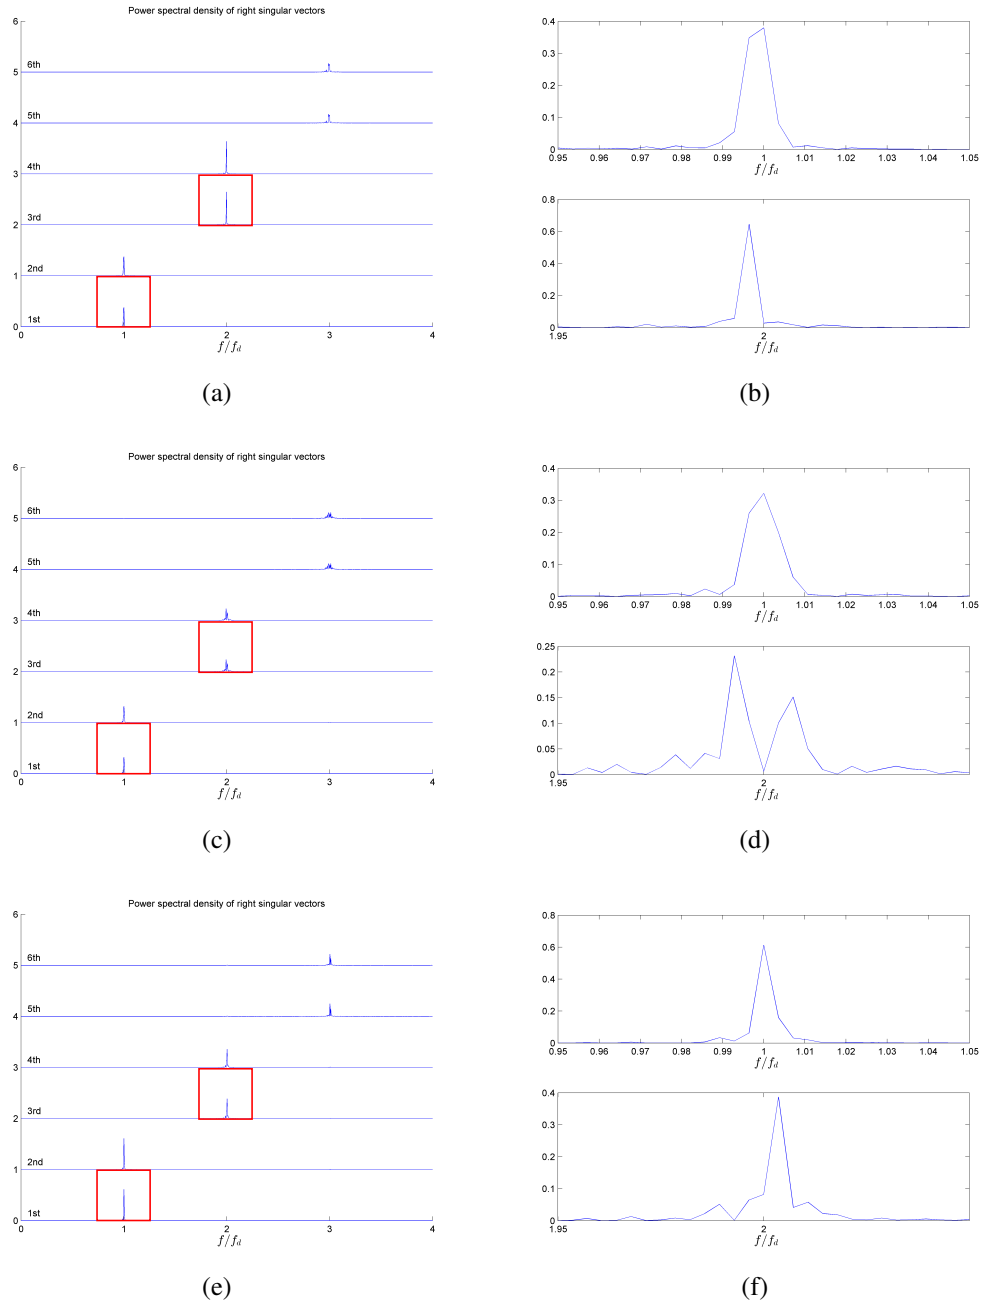 Power spectral density of right singular vectors
6
6th
5
5th
4
4th
3
3rd
2
2nd
1
1st
0
0 1 2 3 4
f/f_d
(a)
0.4
0.3
0.2
0.1
0
0.95 0.96 0.97 0.98 0.99 1 1.01 1.02 1.03 1.04 1.05
f/f_d
0.8
0.6
0.4
0.2
0
1.95 2
f/f_d
(b)
Power spectral density of right singular vectors
6
6th
5
5th
4
4th
3
3rd
2
2nd
1
1st
0
0 1 2 3 4
f/f_d
(c)
0.4
0.3
0.2
0.1
0
0.95 0.96 0.97 0.98 0.99 1 1.01 1.02 1.03 1.04 1.05
f/f_d
0.25
0.2
0.15
0.1
0.05
0
1.95 2
f/f_d
(d)
Power spectral density of right singular vectors
6
6th
5
5th
4
4th
3
3rd
2
2nd
1
1st
0
0 1 2 3 4
f/f_d
(e)
0.8
0.6
0.4
0.2
0
0.95 0.96 0.97 0.98 0.99 1 1.01 1.02 1.03 1.04 1.05
f/f_d
0.4
0.3
0.2
0.1
0
1.95 2
f/f_d
(f)